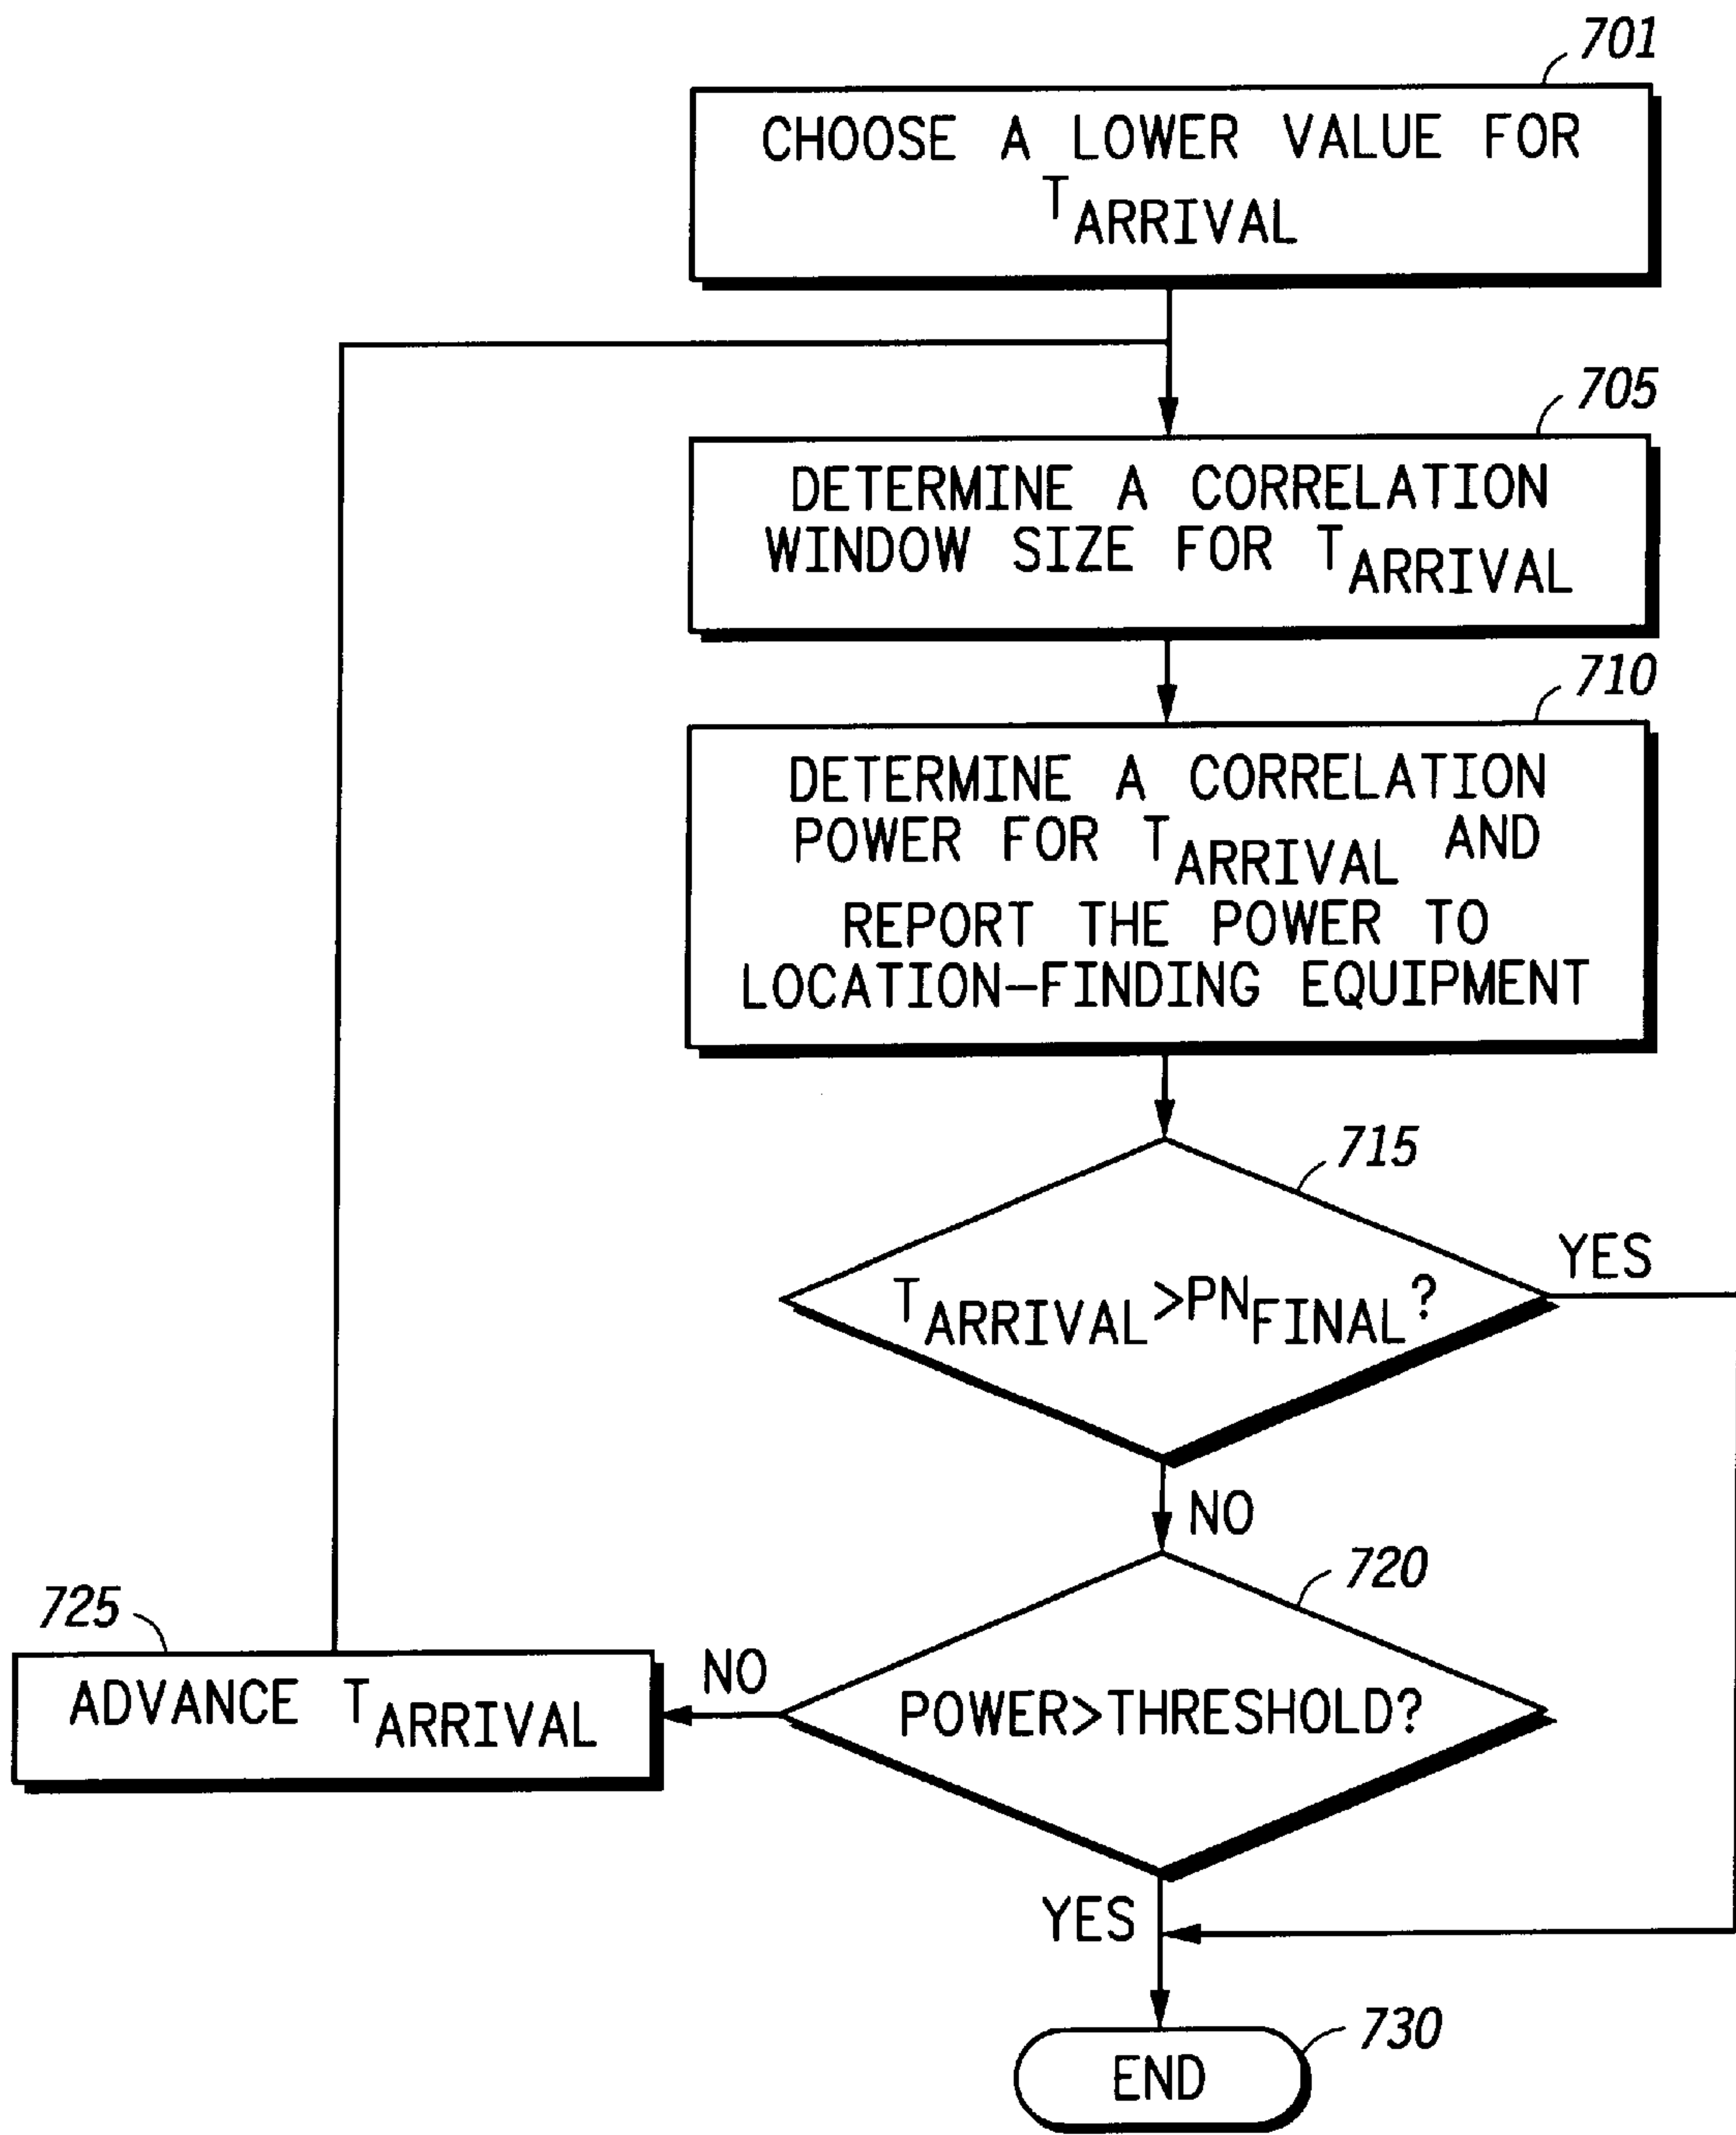 701
CHOOSE A LOWER VALUE FOR
TARRIVAL
705
DETERMINE A CORRELATION
WINDOW SIZE FOR TARRIVAL
710
DETERMINE A CORRELATION
POWER FOR TARRIVAL AND
REPORT THE POWER TO
LOCATION-FINDING EQUIPMENT
715
YES
TARRIVAL>PNFINAL?
NO
720
725
NO
ADVANCE TARRIVAL
POWER>THRESHOLD?
YES
730
END